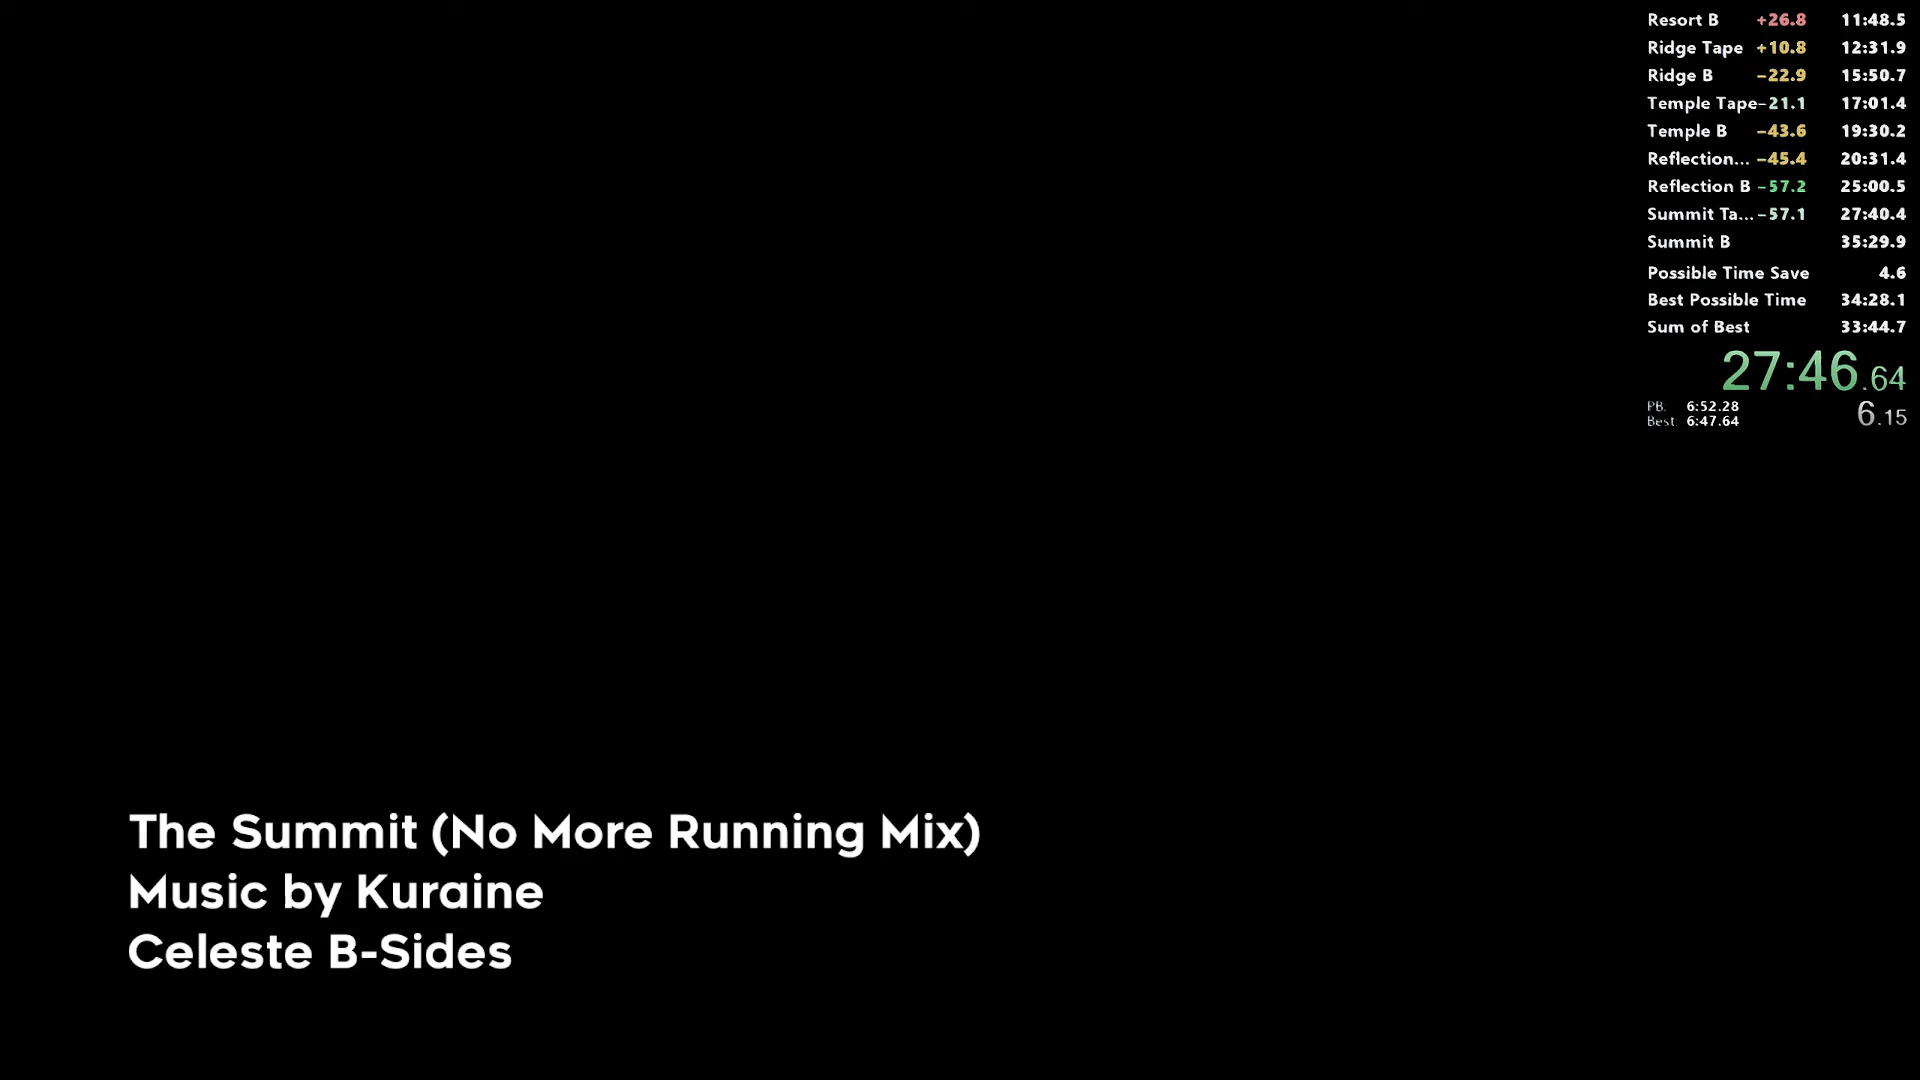 Resort B +26.8 11:48.5
Ridge Tape +10.8 12:31.9
Ridge B -22.9 15:50.7
Temple Tape-21.1 17:01.4
Temple B -43.6 19:30.2
Reflection... -45.4 20:31.4
Reflection B -57.2 25:00.5
Summit Ta... -57.1 27:40.4
Summit B 35:29.9
Possible Time Save 4.6
Best Possible Time 34:28.1
Sum of Best 33:44.7
27:46.64
PB: 6:52.28 6.15
Best: 6:47.64
The Summit (No More Running Mix)
Music by Kuraine
Celeste B-Sides